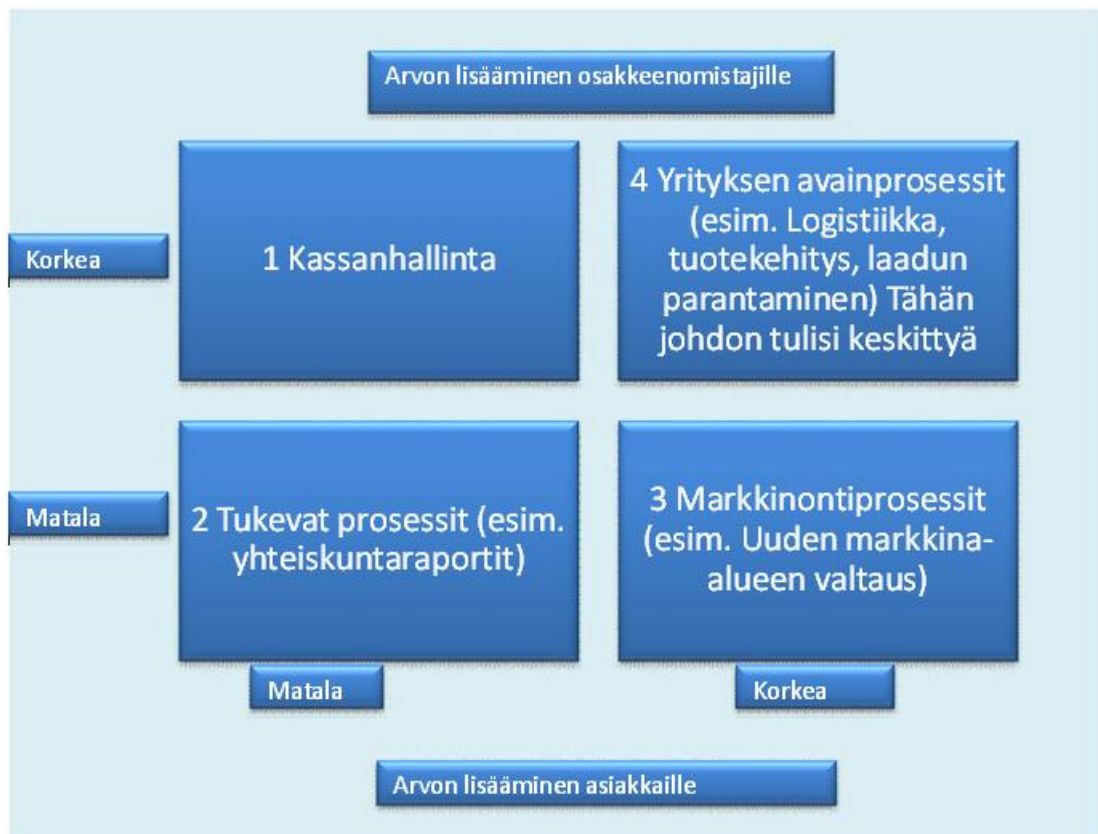 Arvon lisääminen osakkeenomistajille
Korkea
1 Kassanhallinta
4 Yrityksen avainprosessit
(esim. Logistiikka,
tuotekehitys, laadun
parantaminen) Tähän
johdon tulisi keskittyä
Matala
2 Tukevat prosessit (esim.
yhteiskuntaraportit)
3 Markkinontiprosessit
(esim. Uuden markkina-
alueen valtaus)
Matala
Korkea
Arvon lisääminen asiakkaille